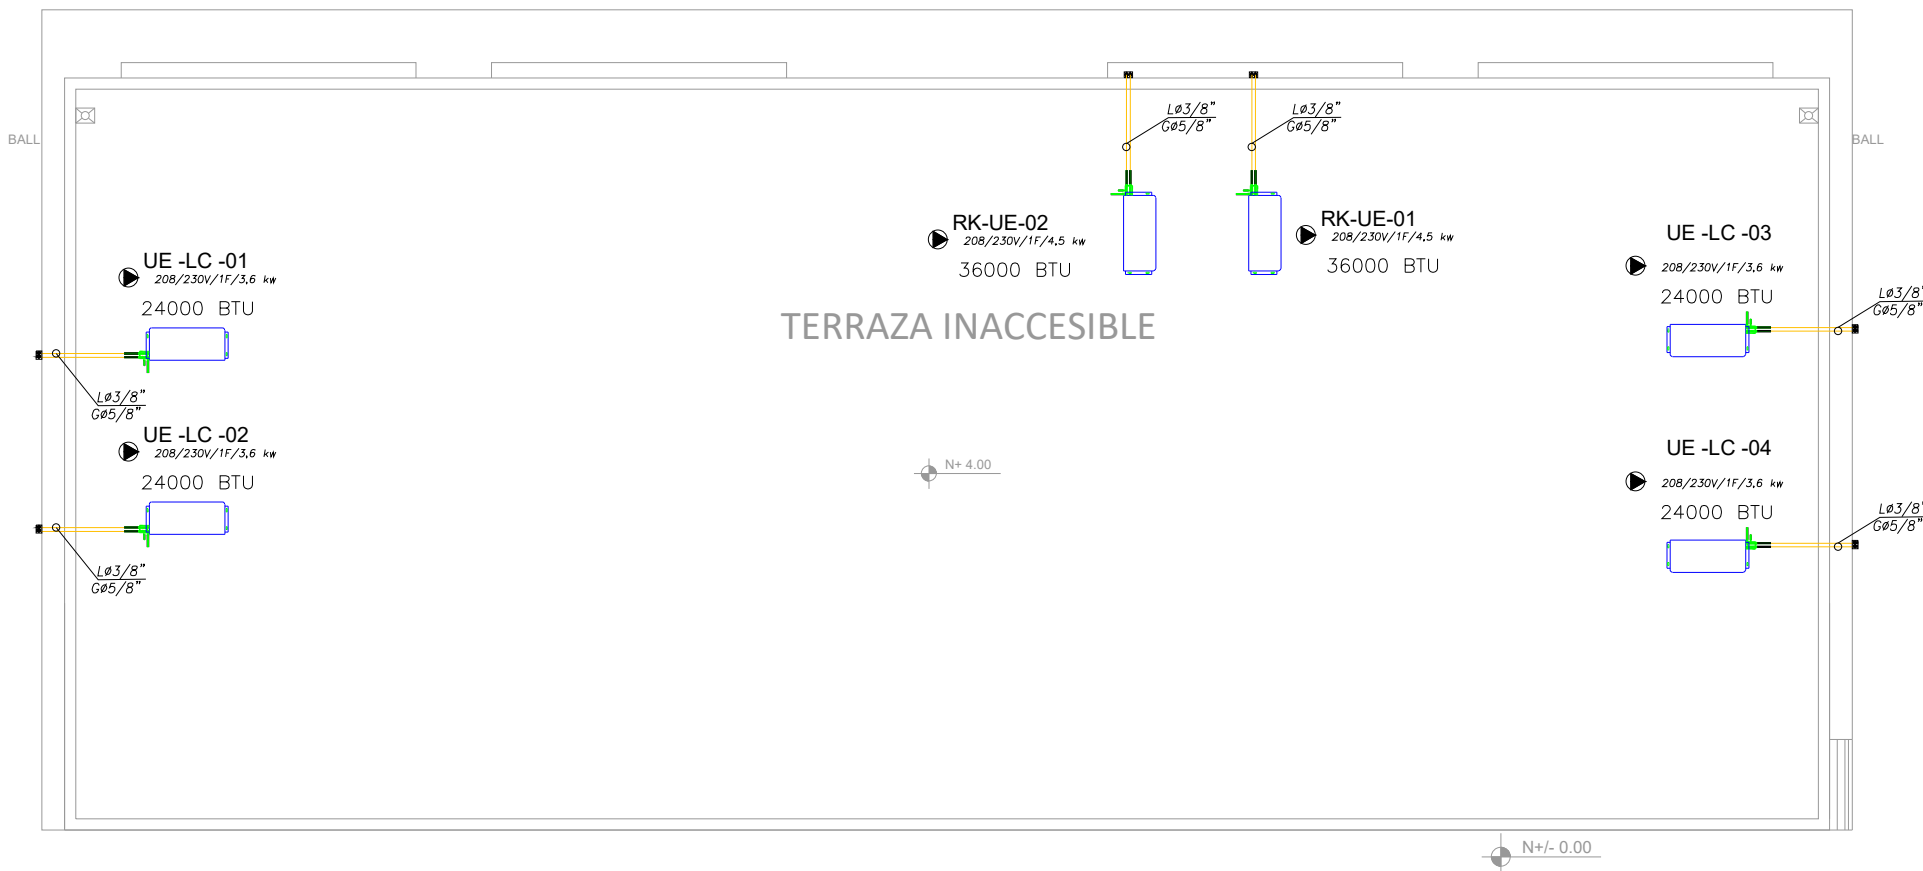 BALL
BALL
Lø3/8"
Gø5/8"
Lø3/8"
Gø5/8"
RK-UE-02
208/230V/1F/4,5 kw
36000 BTU
RK-UE-01
208/230V/1F/4,5 kw
36000 BTU
UE -LC -03
208/230V/1F/3,6 kw
24000 BTU
Lø3/8"
Gø5/8"
UE -LC -01
208/230V/1F/3,6 kw
24000 BTU
TERRAZA INACCESIBLE
Lø3/8"
Gø5/8"
UE -LC -02
208/230V/1F/3,6 kw
24000 BTU
N+ 4.00
UE -LC -04
208/230V/1F/3,6 kw
24000 BTU
Lø3/8"
Gø5/8"
Lø3/8"
Gø5/8"
N+/- 0.00